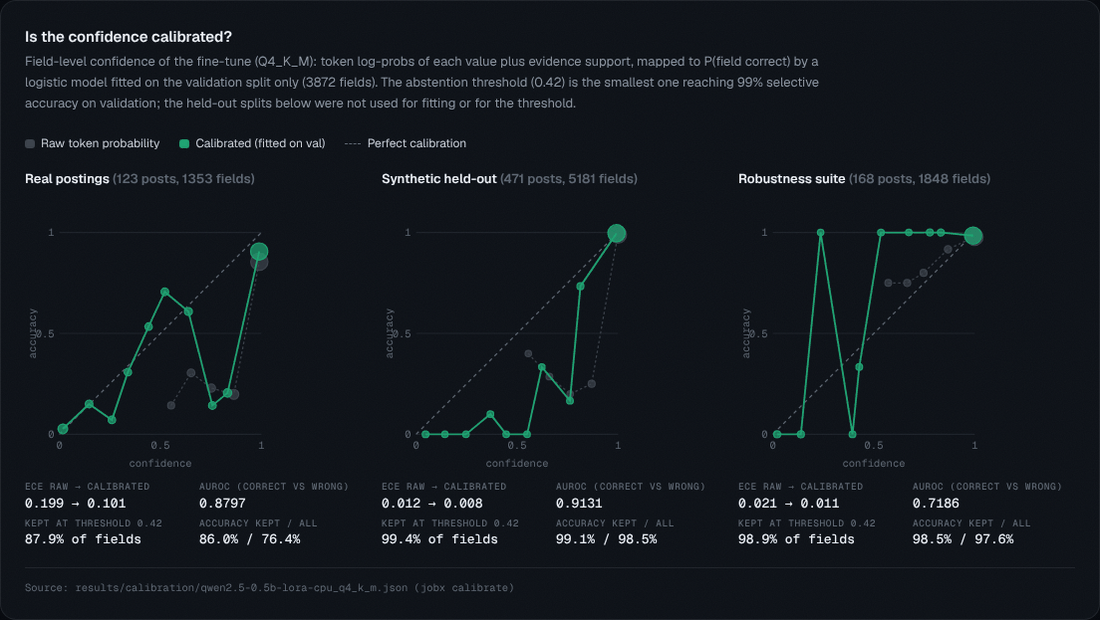 Is the confidence calibrated?
Field-level confidence of the fine-tune (Q4_K_M): token log-probs of each value plus evidence support, mapped to P(field correct) by a
logistic model fitted on the validation split only (3872 fields). The abstention threshold (0.42) is the smallest one reaching 99% selective
accuracy on validation; the held-out splits below were not used for fitting or for the threshold.
Raw token probability Calibrated (fitted on val) Perfect calibration
Real postings (123 posts, 1353 fields)
1
0.5
0
accuracy
0 0.5 1
confidence
ECE RAW → CALIBRATED AUROC (CORRECT VS WRONG)
0.199 → 0.101 0.8797
KEPT AT THRESHOLD 0.42 ACCURACY KEPT / ALL
87.9% of fields 86.0% / 76.4%
Synthetic held-out (471 posts, 5181 fields)
1
0.5
0
accuracy
0 0.5 1
confidence
ECE RAW → CALIBRATED AUROC (CORRECT VS WRONG)
0.012 → 0.008 0.9131
KEPT AT THRESHOLD 0.42 ACCURACY KEPT / ALL
99.4% of fields 99.1% / 98.5%
Robustness suite (168 posts, 1848 fields)
1
0.5
0
accuracy
0 0.5 1
confidence
ECE RAW → CALIBRATED AUROC (CORRECT VS WRONG)
0.021 → 0.011 0.7186
KEPT AT THRESHOLD 0.42 ACCURACY KEPT / ALL
98.9% of fields 98.5% / 97.6%
Source: results/calibration/qwen2.5-0.5b-lora-cpu_q4_k_m.json (jobx calibrate)